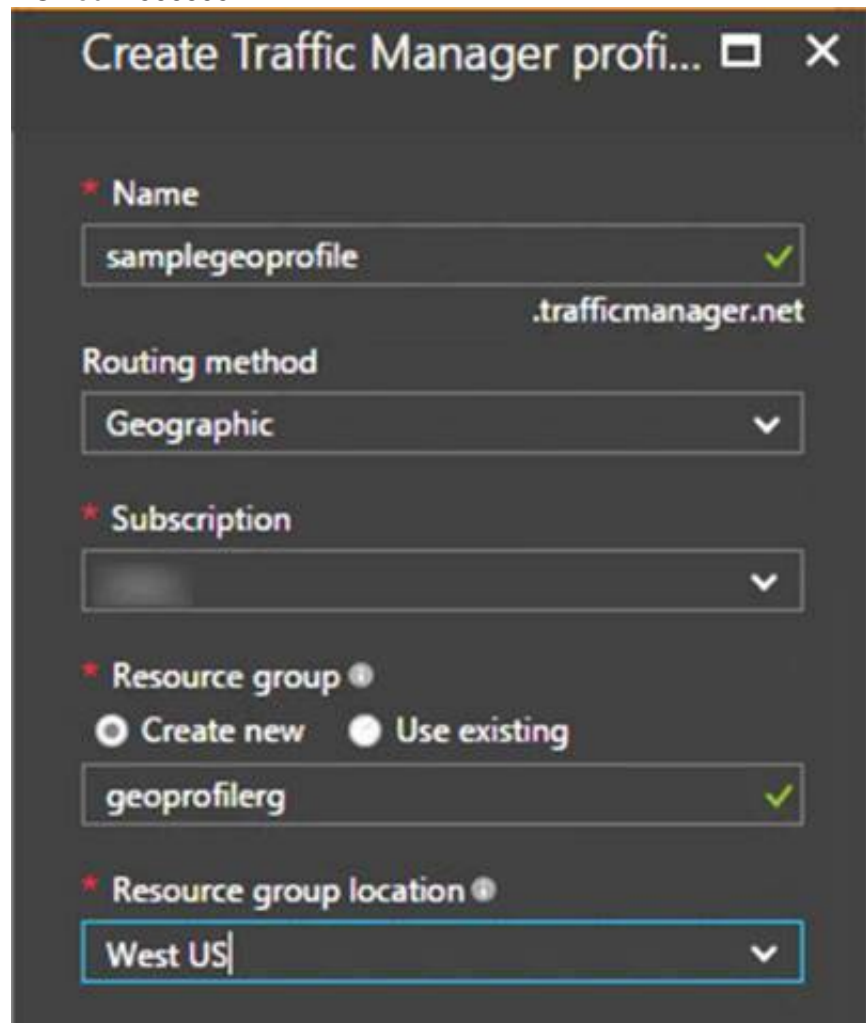 Create Traffic Manager profi...
* Name
samplegeoprofile
.trafficmanager.net
Routing method
Geographic
* Subscription
* Resource group
Create new Use existing
geoprofilerg
* Resource group location
West US